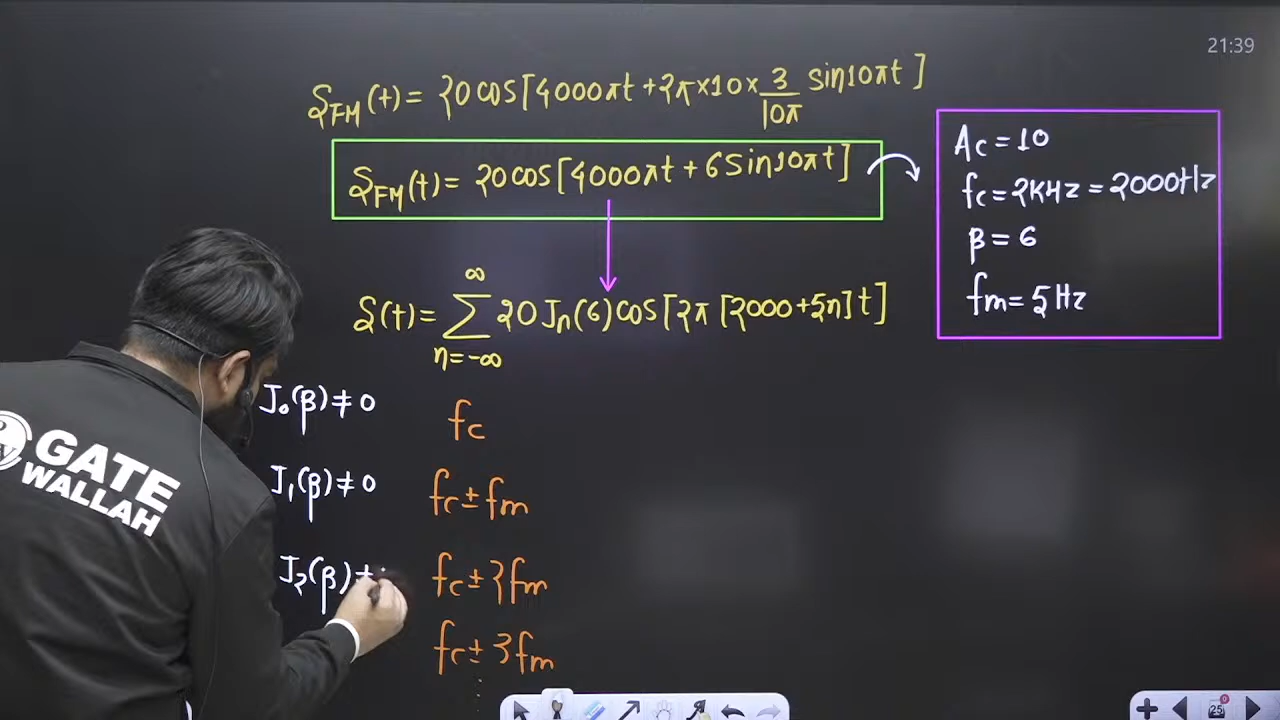 21:39
S_FM(t) = 20 cos[4000πt + 2π×10×3/10π sin10πt]
S_FM(t) = 20 cos[4000πt + 6 Sin10πt]
Ac = 10
fc = 2KHz = 2000Hz
β = 6
fm = 5Hz
S(t) = ∑_{n=-∞}^{∞} 20 Jn(6) cos[2π[2000+5n]t]
J₀(β) ≠ 0 fc
J₁(β) ≠ 0 fc ± fm
J₂(β) ≠ fc ± 2fm
fc ± 3fm
GATE
WALLAH
25